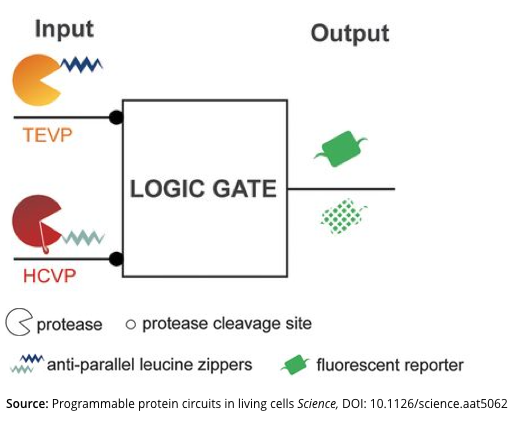 Input
Output
TEVP
LOGIC GATE
HCVP
protease
protease cleavage site
anti-parallel leucine zippers
fluorescent reporter
Source: Programmable protein circuits in living cells Science, DOI: 10.1126/science.aat5062